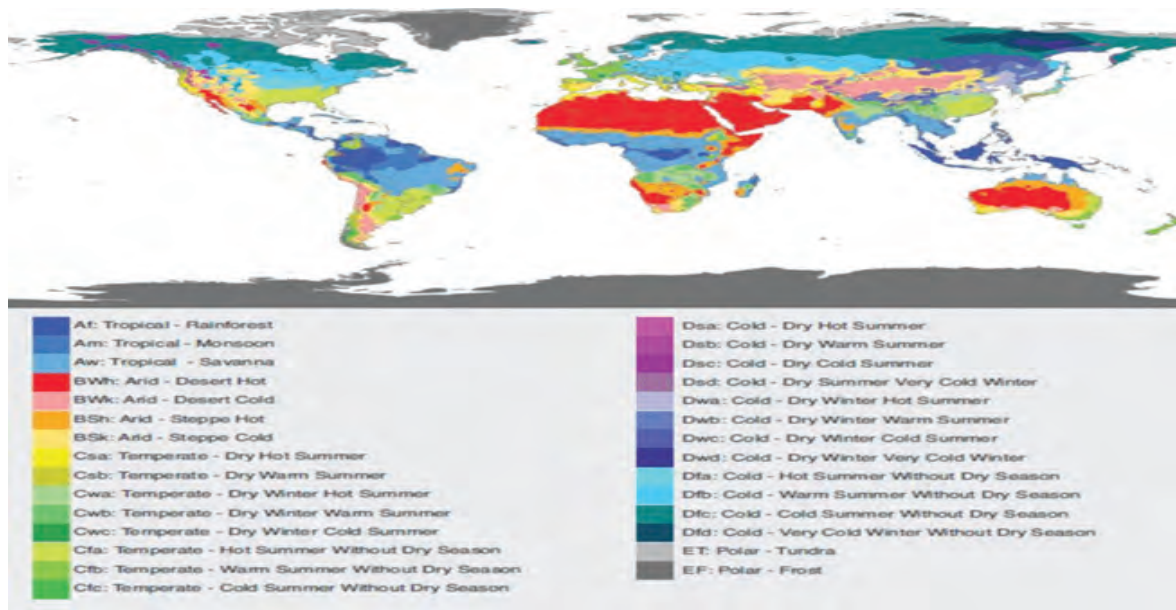 Af: Tropical - Rainforest
Am: Tropical - Monsoon
Aw: Tropical - Savanna
BWh: Arid - Desert Hot
BWk: Arid - Desert Cold
BSh: Arid - Steppe Hot
BSk: Arid - Steppe Cold
Csa: Temperate - Dry Hot Summer
Csb: Temperate - Dry Warm Summer
Cwa: Temperate - Dry Winter Hot Summer
Cwb: Temperate - Dry Winter Warm Summer
Cwc: Temperate - Dry Winter Cold Summer
Cfa: Temperate - Hot Summer Without Dry Season
Cfb: Temperate - Warm Summer Without Dry Season
Cfc: Temperate - Cold Summer Without Dry Season
Dsa: Cold - Dry Hot Summer
Dsb: Cold - Dry Warm Summer
Dsc: Cold - Dry Cold Summer
Dsd: Cold - Dry Summer Very Cold Winter
Dwa: Cold - Dry Winter Hot Summer
Dwb: Cold - Dry Winter Warm Summer
Dwc: Cold - Dry Winter Cold Summer
Dwd: Cold - Dry Winter Very Cold Winter
Dfa: Cold - Hot Summer Without Dry Season
Dfb: Cold - Warm Summer Without Dry Season
Dfc: Cold - Cold Summer Without Dry Season
Dfd: Cold - Very Cold Winter Without Dry Season
ET: Polar - Tundra
EF: Polar - Frost